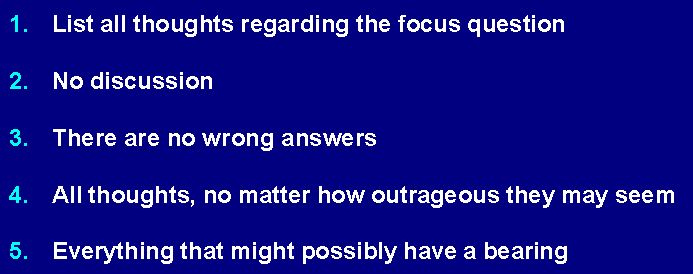 1. List all thoughts regarding the focus question
2. No discussion
3. There are no wrong answers
4. All thoughts, no matter how outrageous they may seem
5. Everything that might possibly have a bearing